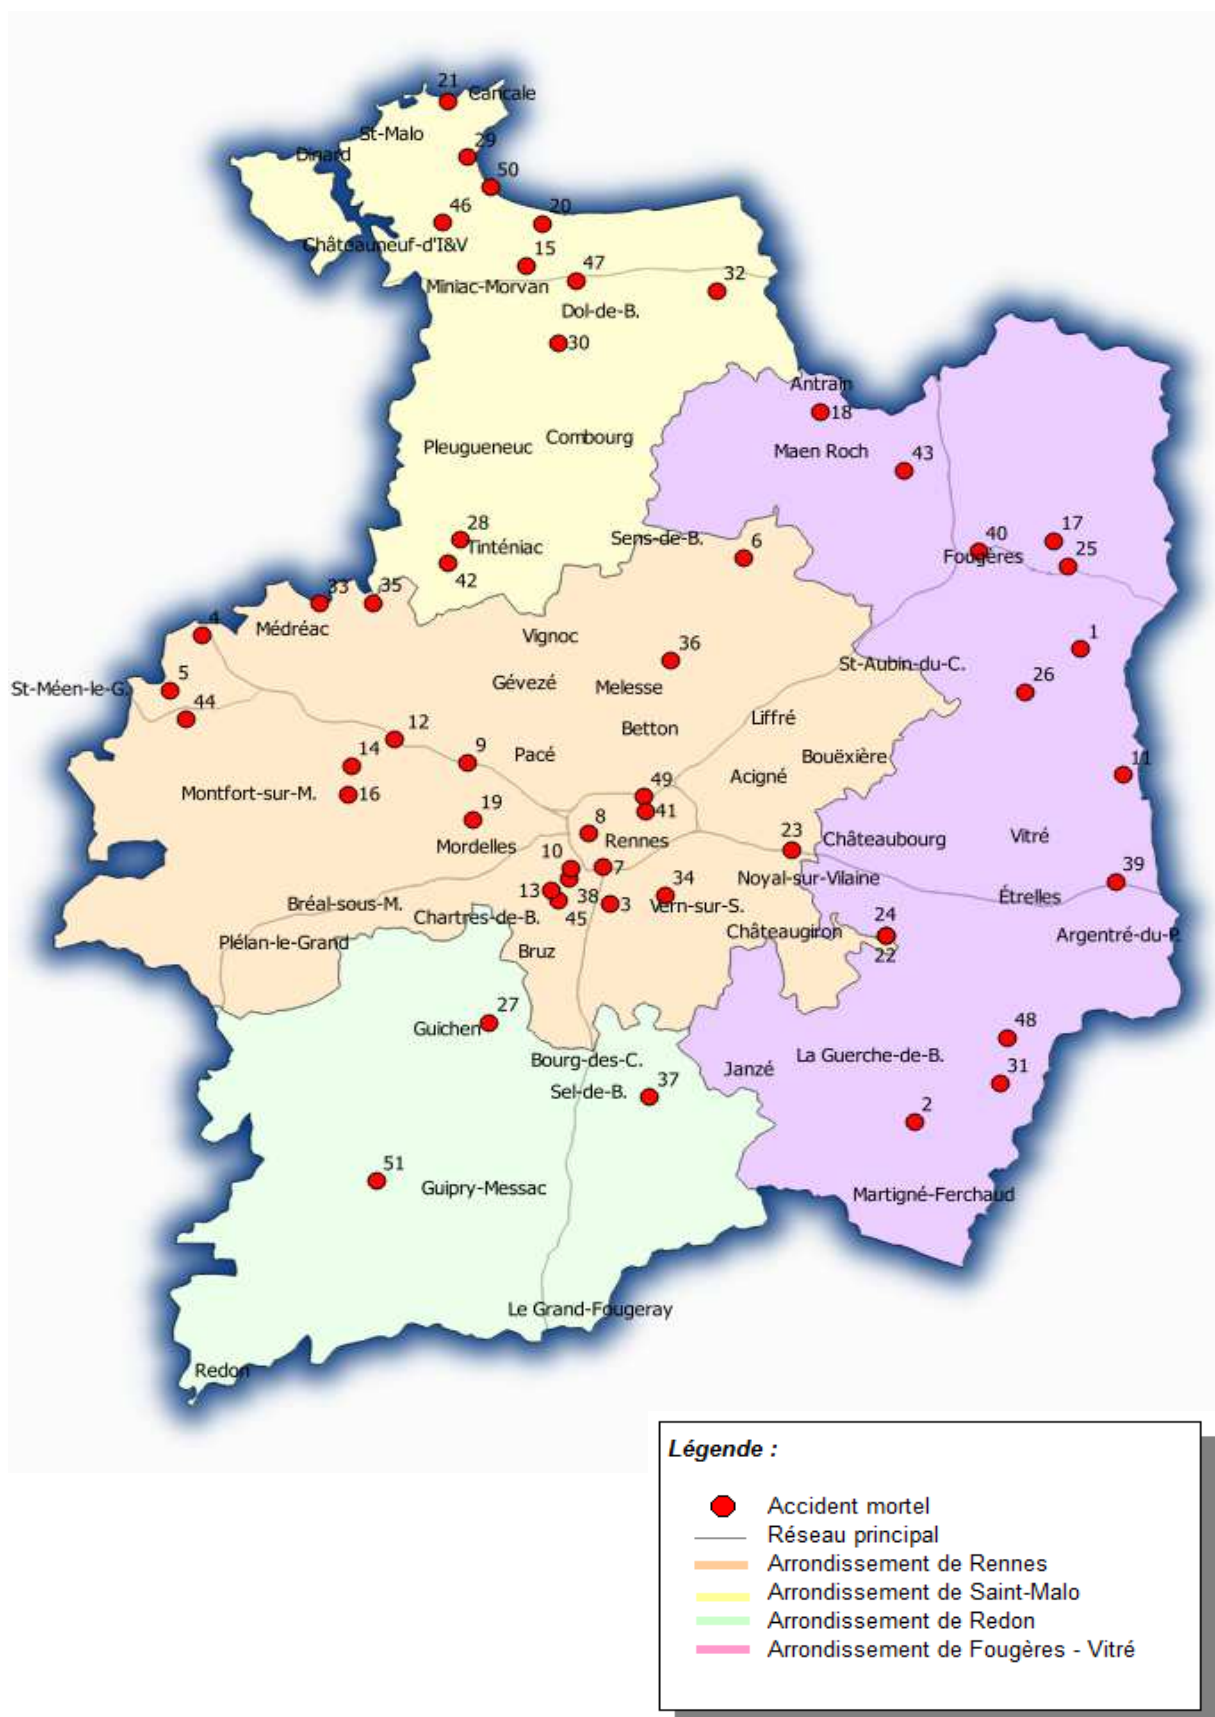 21
Cancale
St-Malo
29
Dinard
50
46
20
Châteauneuf-d'I&V
15
47
32
Miniac-Morvan
Dol-de-B.
30
Antrain
18
Combourg
Pleugueneuc
Maen Roch
43
28
Tinténiac
Sens-de-B.
6
40
17
Fougères
25
42
33
35
Médréac
4
Vignoc
36
1
St-Aubin-du-C.
5
St-Méen-le-G.
Gévezé
Melesse
26
44
Liffré
12
Betton
14
9
Pacé
Bouëxière
11
Acigné
49
Montfort-sur-M.
16
41
19
8
Rennes
23
Châteaubourg
Vitré
Mordelles
10
7
39
Noyal-sur-Vilaine
13
38
34
Étrelles
Bréal-sous-M.
3
Vern-sur-S.
Chartres-de-B.
45
24
Plélan-le-Grand
Châteaugiron
Argentré-du-P.
Bruz
22
27
Guichen
48
Bourg-des-C.
La Guerche-de-B.
Janzé
31
Sel-de-B.
37
2
51
Guipry-Messac
Martigné-Ferchaud
Le Grand-Fougeray
Redon
Légende :
Accident mortel
Réseau principal
Arrondissement de Rennes
Arrondissement de Saint-Malo
Arrondissement de Redon
Arrondissement de Fougères - Vitré